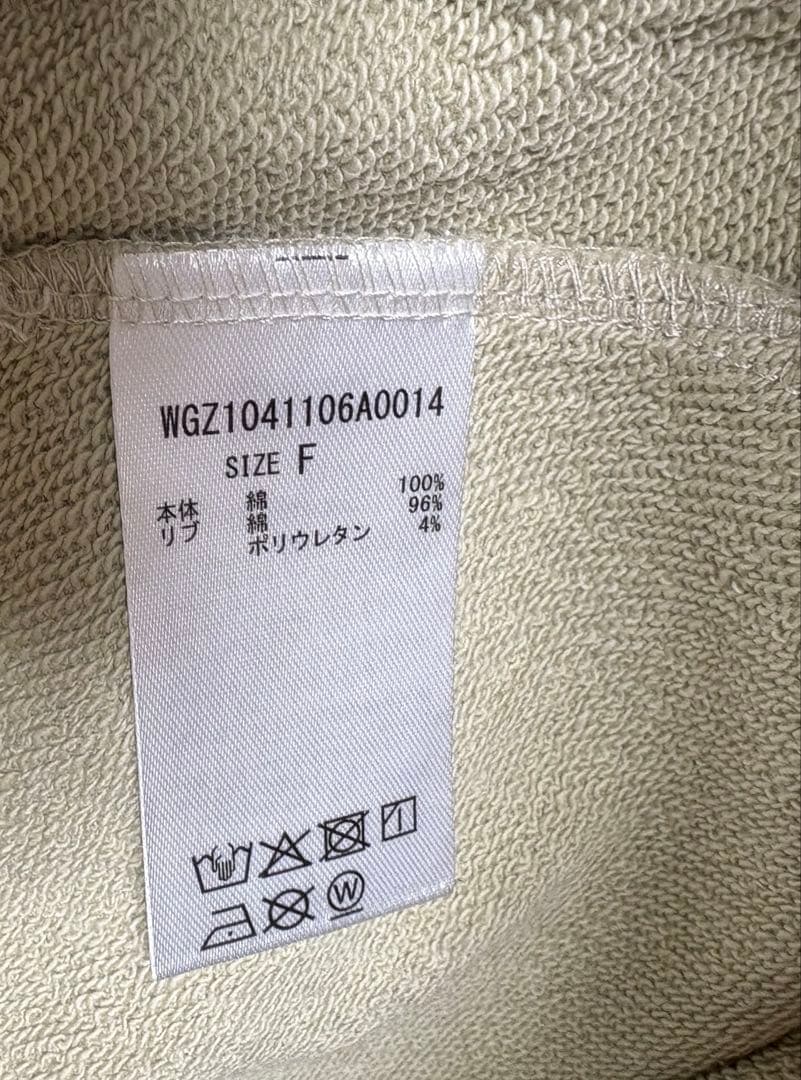 WGZ1041106A0014
SIZE F
本体 綿 100%
リブ 綿 96%
ポリウレタン 4%
W